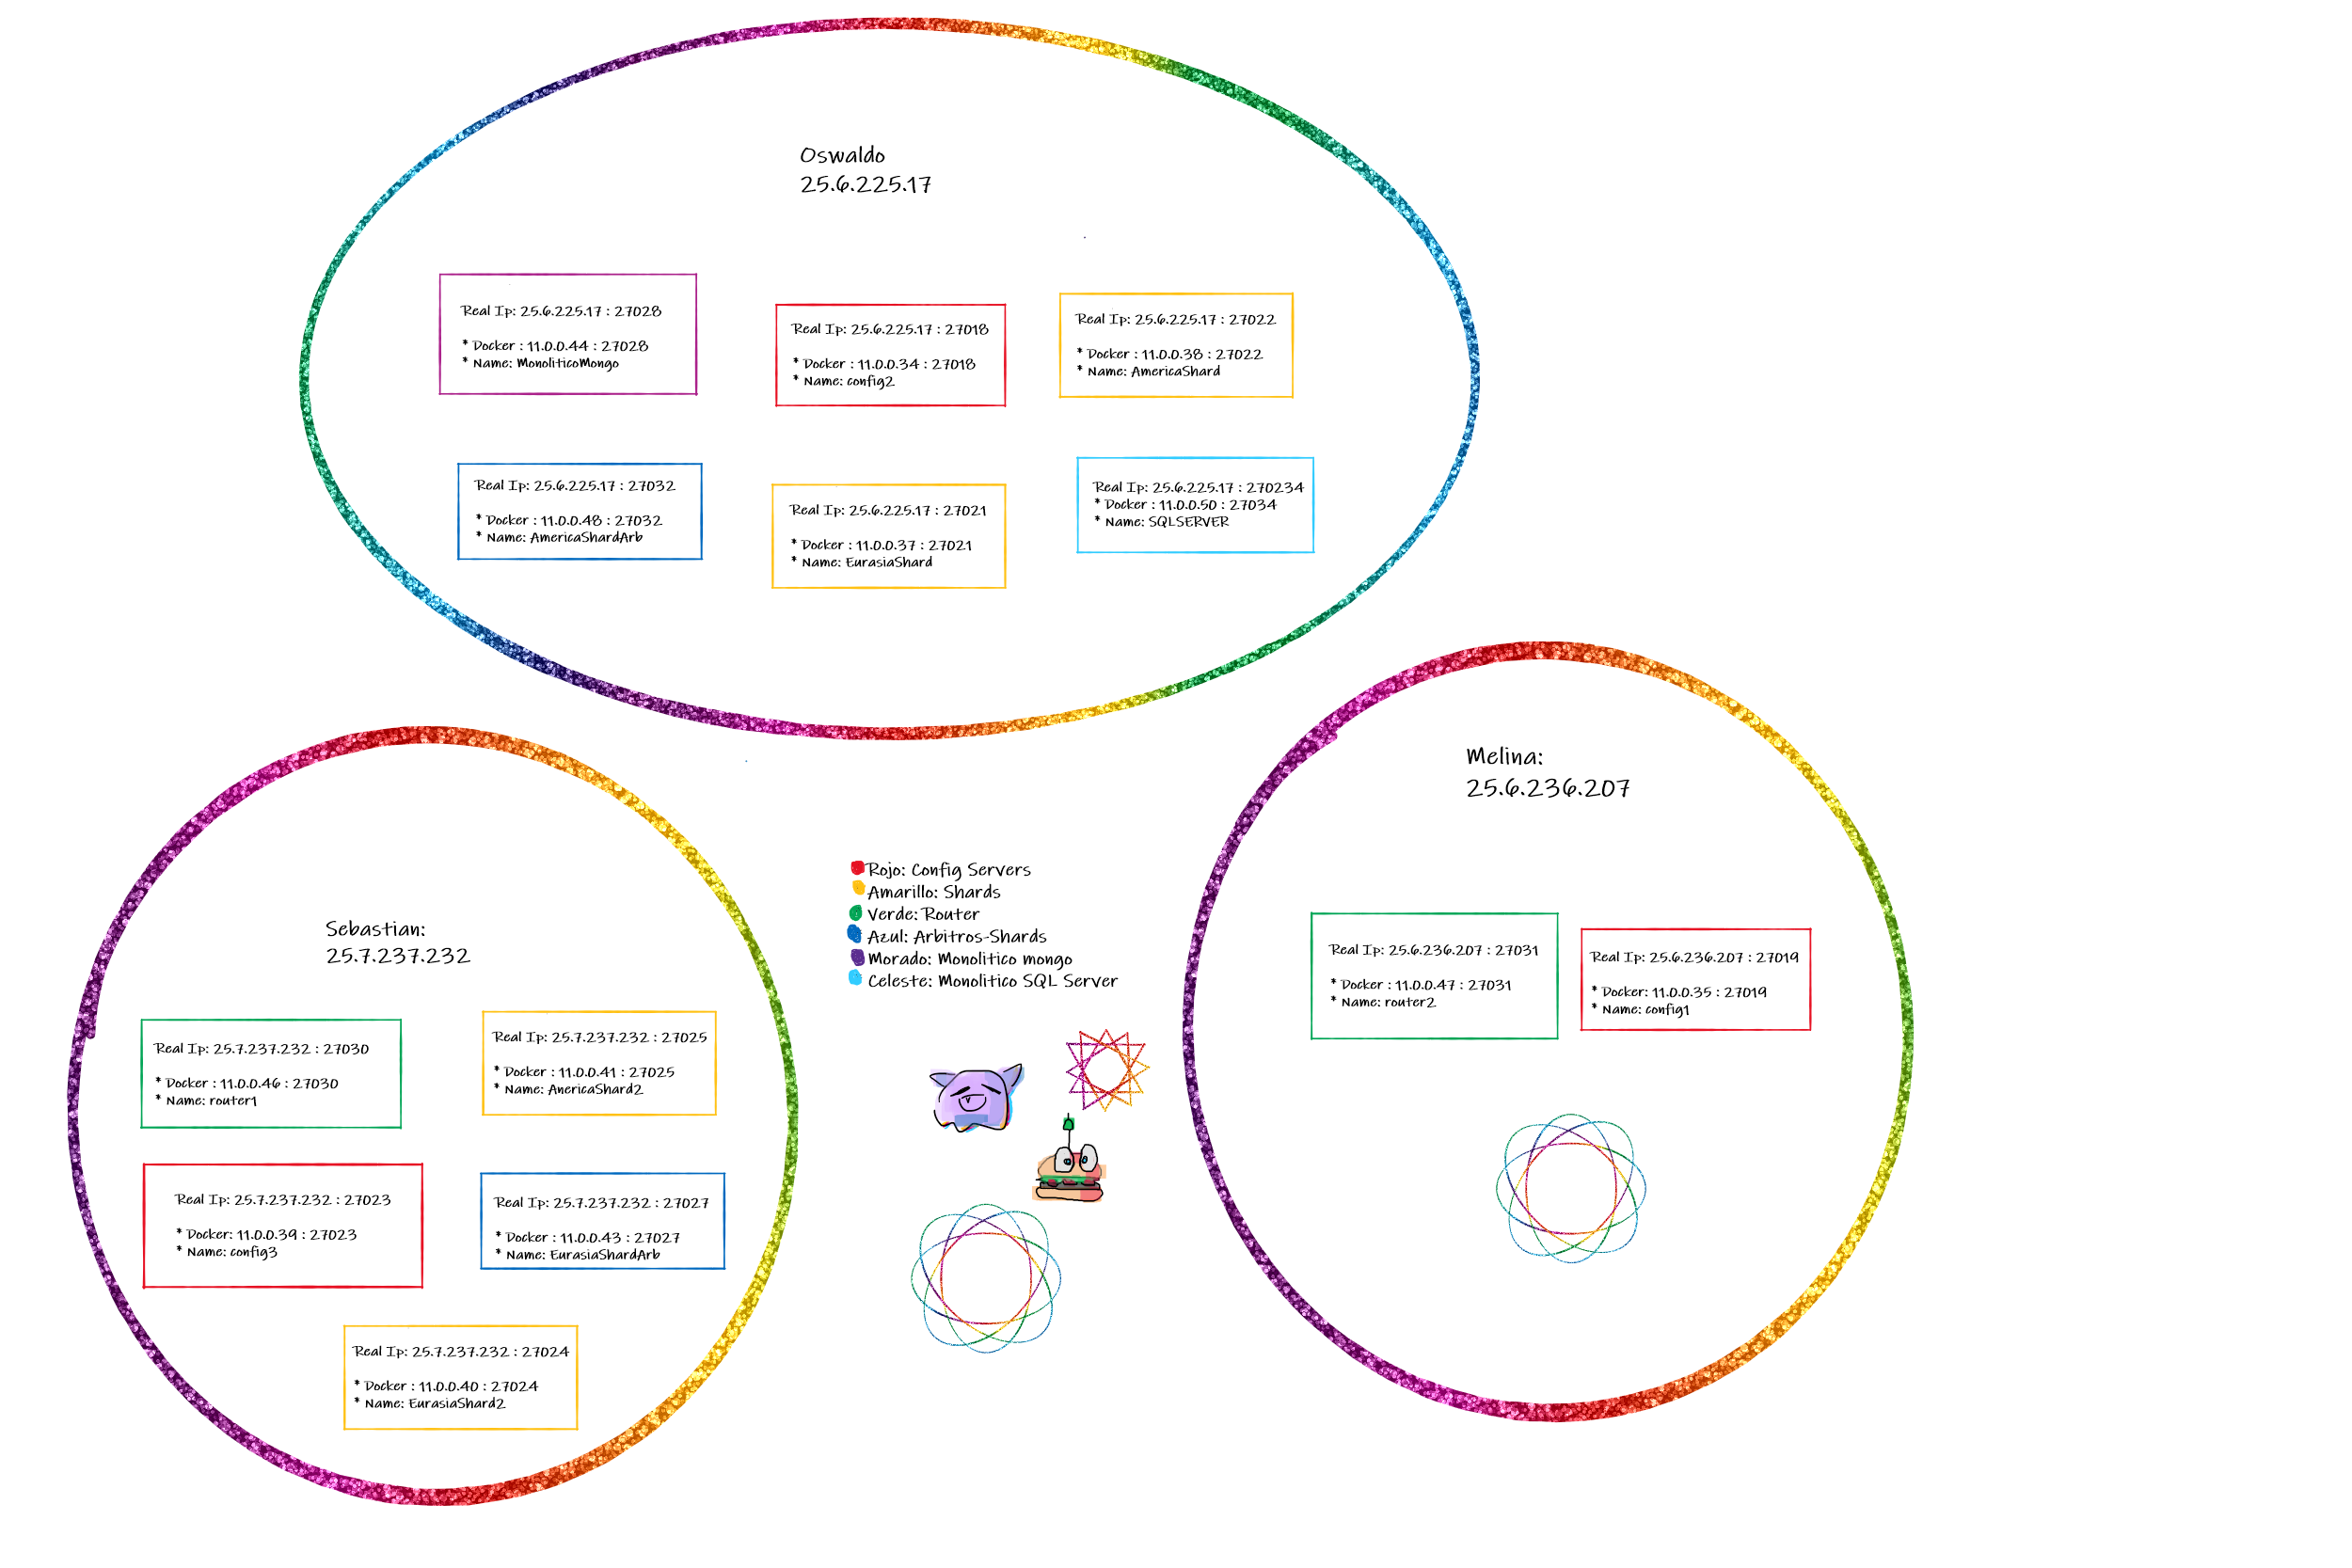 Oswaldo
25.6.225.17
Real Ip: 25.6.225.17 : 27028
* Docker : 11.0.0.44 : 27028
* Name: MonoliticoMongo
Real Ip: 25.6.225.17 : 27018
* Docker : 11.0.0.34 : 27018
* Name: config2
Real Ip: 25.6.225.17 : 27022
* Docker : 11.0.0.38 : 27022
* Name: AmericaShard
Real Ip: 25.6.225.17 : 27032
* Docker : 11.0.0.48 : 27032
* Name: AmericaShardArb
Real Ip: 25.6.225.17 : 27021
* Docker : 11.0.0.37 : 27021
* Name: EurasiaShard
Real Ip: 25.6.225.17 : 270234
* Docker : 11.0.0.50 : 27034
* Name: SQLSERVER
Sebastian:
25.7.237.232
Real Ip: 25.7.237.232 : 27030
* Docker : 11.0.0.46 : 27030
* Name: router1
Real Ip: 25.7.237.232 : 27025
* Docker : 11.0.0.41 : 27025
* Name: AnericaShard2
Real Ip: 25.7.237.232 : 27023
* Docker: 11.0.0.39 : 27023
* Name: config3
Real Ip: 25.7.237.232 : 27027
* Docker : 11.0.0.43 : 27027
* Name: EurasiaShardArb
Real Ip: 25.7.237.232 : 27024
* Docker : 11.0.0.40 : 27024
* Name: EurasiaShard2
Rojo: Config Servers
Amarillo: Shards
Verde: Router
Azul: Arbitros-Shards
Morado: Monolitico mongo
Celeste: Monolitico SQL Server
Melina:
25.6.236.207
Real Ip: 25.6.236.207 : 27031
* Docker : 11.0.0.47 : 27031
* Name: router2
Real Ip: 25.6.236.207 : 27019
* Docker: 11.0.0.35 : 27019
* Name: config1